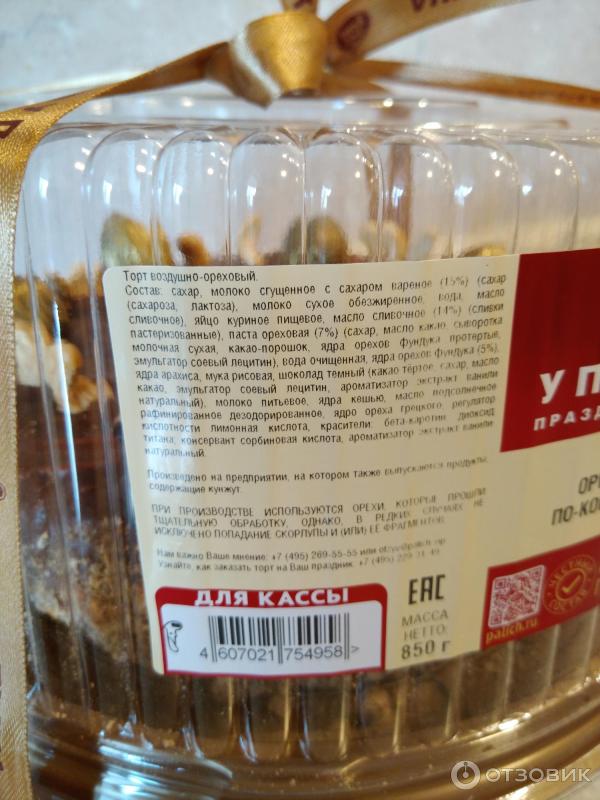 Торт воздушно-ореховый.
Состав: сахар, молоко сгущенное с сахаром вареное (15%) (сахар
(сахароза, лактоза), молоко сухое обезжиренное, вода, масло
сливочное), яйцо куриное пищевое, масло сливочное (14%) (сливки
пастеризованные), паста ореховая (7%) (сахар, масло какао, сыворотка
молочная сухая, какао-порошок, ядра орехов фундука протертые,
эмульгатор соевый лецитин), вода очищенная, ядра орехов фундука (5%),
ядра арахиса, мука рисовая, шоколад темный (какао тёртое, сахар, масло
какао, эмульгатор соевый лецитин, ароматизатор экстракт ванили
натуральный), молоко питьевое, ядра кешью, масло подсолнечное
рафинированное дезодорированное, ядро ореха грецкого, регулятор
кислотности лимонная кислота, красители: бета-каротин, диоксид
титана; консервант сорбиновая кислота, ароматизатор экстракт ванили
натуральный.
Произведено на предприятии, на котором также выпускаются продукты,
содержащие кунжут.
ПРИ ПРОИЗВОДСТВЕ ИСПОЛЬЗУЮТСЯ ОРЕХИ, КОТОРЫЕ ПРОШЛИ
ТЩАТЕЛЬНУЮ ОБРАБОТКУ, ОДНАКО, В РЕДКИХ СЛУЧАЯХ НЕ
ИСКЛЮЧЕНО ПОПАДАНИЕ СКОРЛУПЫ И (ИЛИ) ЕЕ ФРАГМЕНТОВ.
Нам важно Ваше мнение: +7 (495) 269-55-55 или
Узнайте, как заказать торт на Ваш праздник: +7 (495)
ДЛЯ КАССЫ
4 607021 754958 >
EAC
МАССА
НЕТТО:
850 г
У П
ПРАЗД
ОР
ПО-КО
ЧЕСТНЫЙ
СОСТАВ
palich.ru
ОТЗОВИК